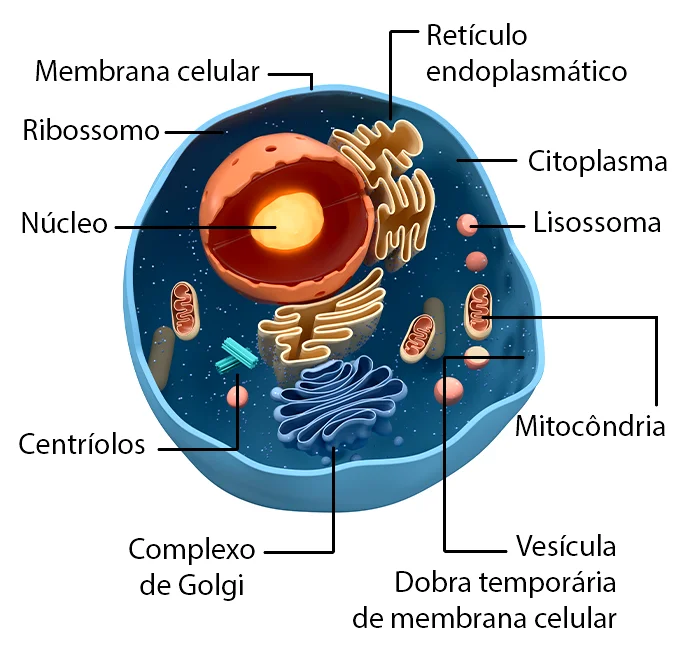 Retículo
endoplasmático
Membrana celular
Ribossomo
Citoplasma
Núcleo
Lisossoma
Mitocôndria
Centríolos
Complexo
de Golgi
Vesícula
Dobra temporária
de membrana celular